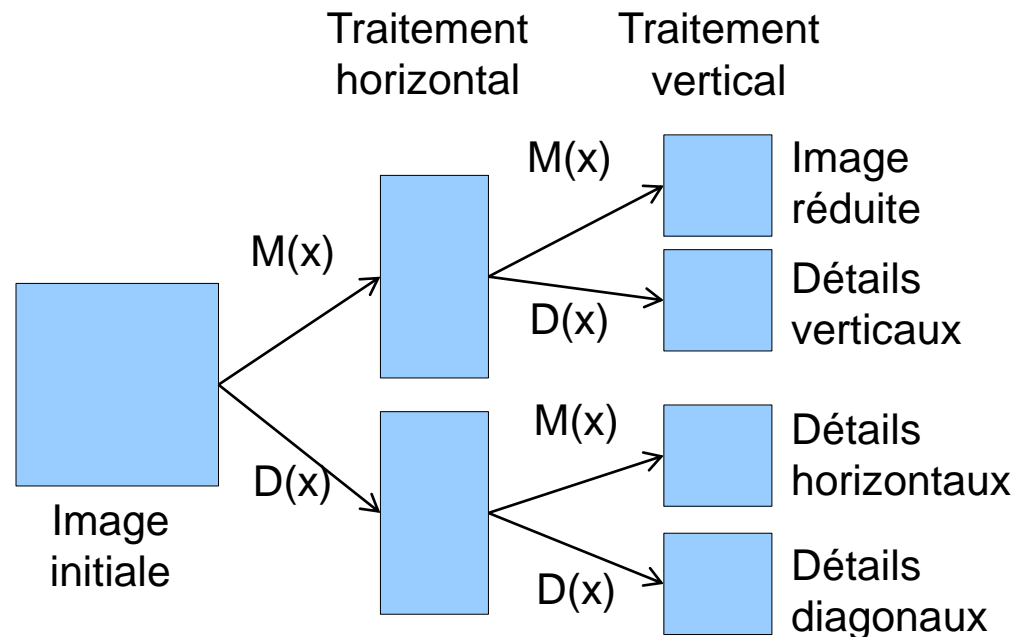 Traitement
horizontal
Traitement
vertical
M(x)
Image
réduite
M(x)
D(x)
Détails
verticaux
Image
initiale
D(x)
M(x)
Détails
horizontaux
D(x)
Détails
diagonaux